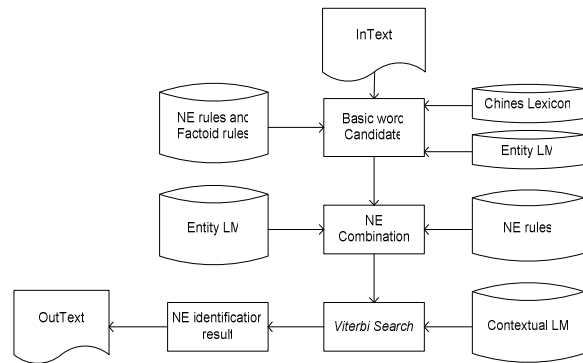 InText
NE rules and
Factoid rules
Basic word
Candidate
Chines Lexicon
Entity LM
Entity LM
NE
Combination
NE rules
OutText
NE identification
result
Viterbi Search
Contextual LM